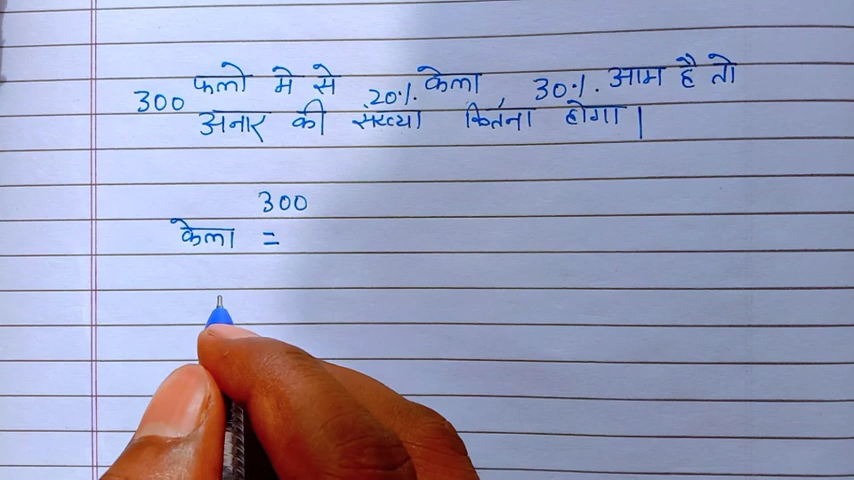 300 फलो मे से 20%. केला, 30%. आम है तो
अनार की संख्या कितना होगा।
300
केला =